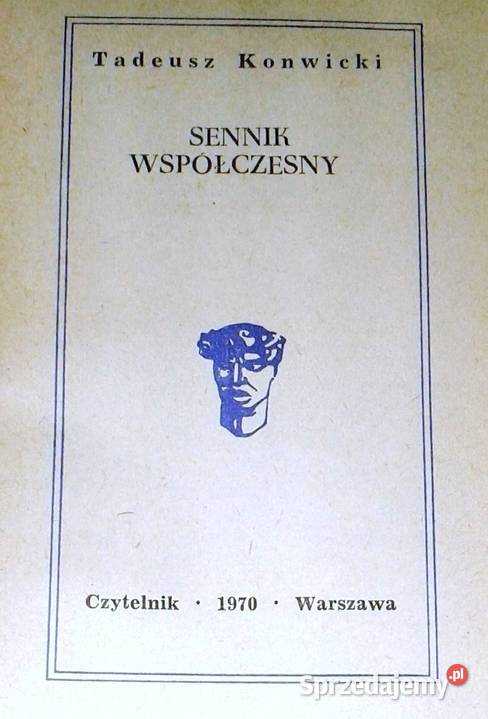 Tadeusz Konwicki
SENNIK
WSPÓŁCZESNY
Czytelnik · 1970 · Warszawa
Sprzedajemy.pl